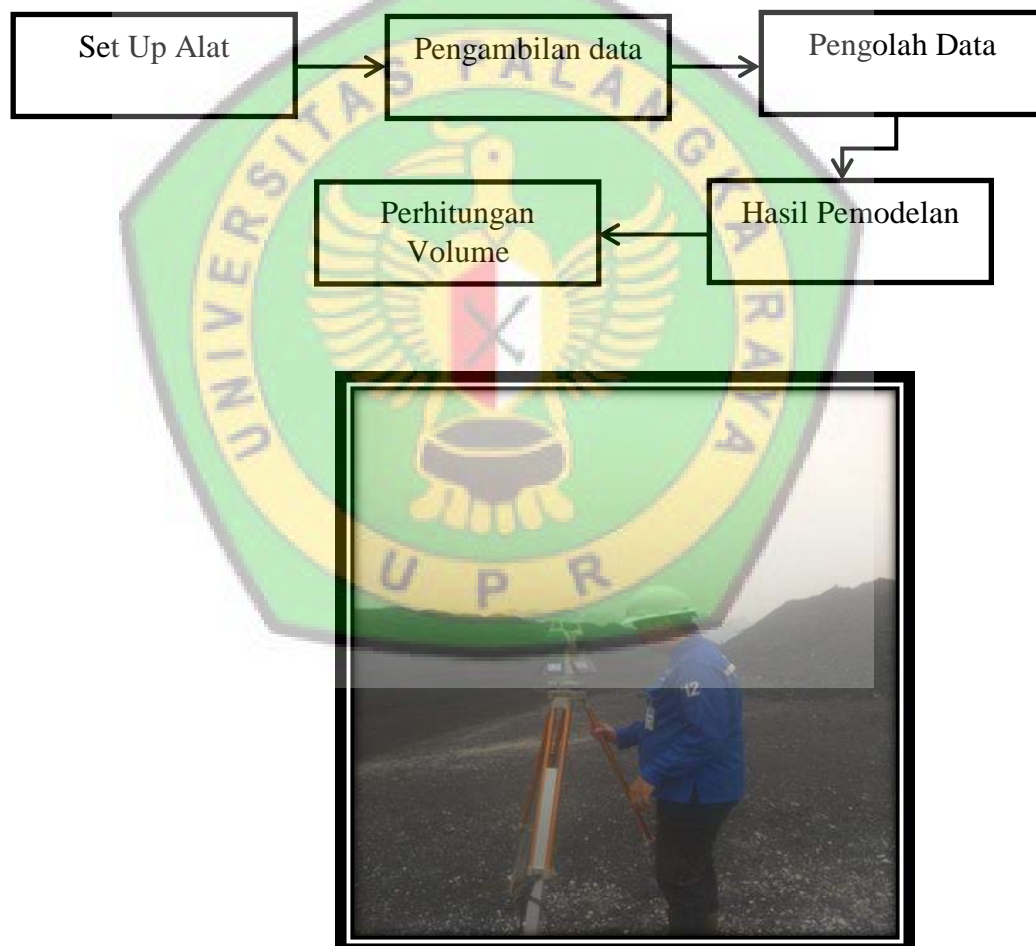 Set Up Alat
Pengambilan data
Pengolah Data
Hasil Pemodelan
Perhitungan
Volume
UNIVERSITAS PALANGKA RAYA
UPR
12